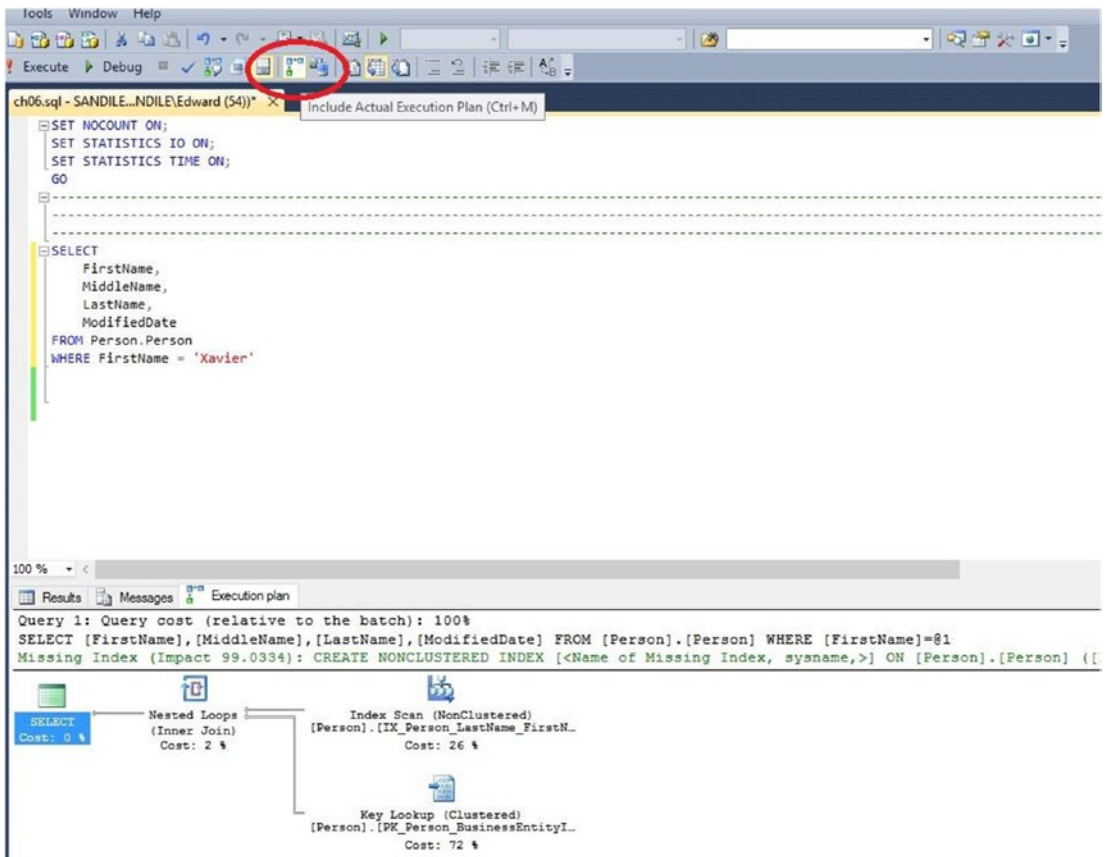 Tools Window Help
Execute Debug
ch06.sql - SANDILE...NDILE\Edward (54))* ×
Include Actual Execution Plan (Ctrl+M)
SET NOCOUNT ON;
SET STATISTICS IO ON;
SET STATISTICS TIME ON;
GO
SELECT
FirstName,
MiddleName,
LastName,
ModifiedDate
FROM Person.Person
WHERE FirstName = 'Xavier'
100 %
Results Messages Execution plan
Query 1: Query cost (relative to the batch): 100%
SELECT [FirstName],[MiddleName],[LastName],[ModifiedDate] FROM [Person].[Person] WHERE [FirstName]=@1
Missing Index (Impact 99.0334): CREATE NONCLUSTERED INDEX [<Name of Missing Index, sysname,>] ON [Person].[Person] ([
SELECT
Cost: 0 %
Nested Loops
(Inner Join)
Cost: 2 %
Index Scan (NonClustered)
[Person].[IX_Person_LastName_FirstN…
Cost: 26 %
Key Lookup (Clustered)
[Person].[PK_Person_BusinessEntityI…
Cost: 72 %